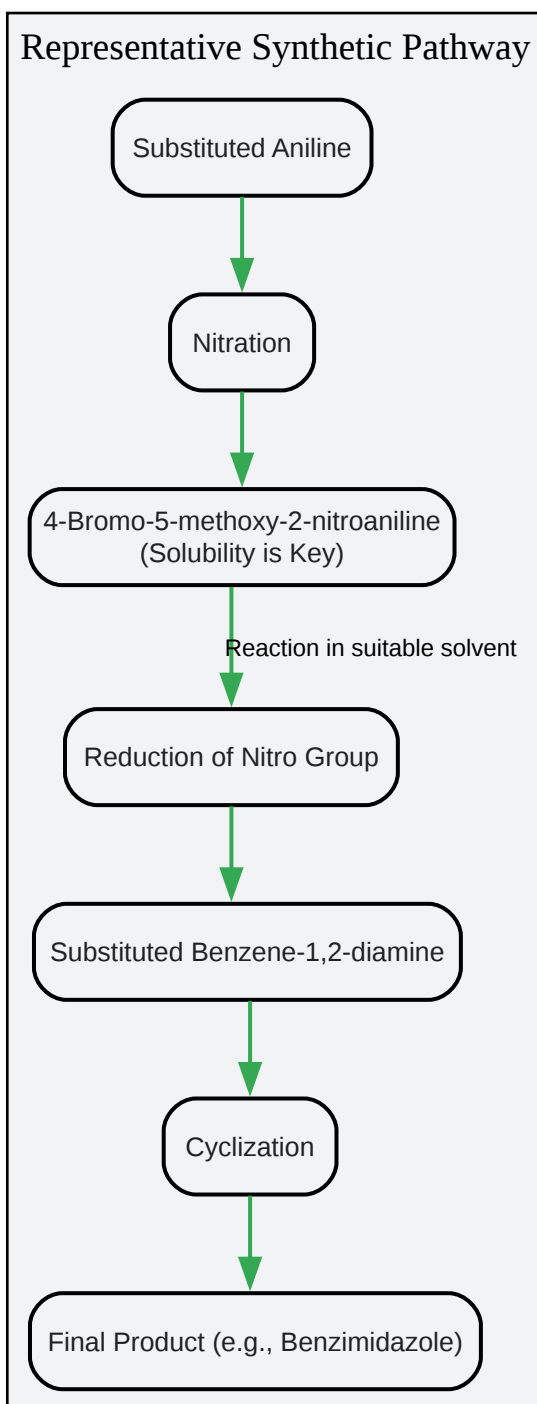 Representative Synthetic Pathway
Substituted Aniline
Nitration
4-Bromo-5-methoxy-2-nitroaniline
(Solubility is Key)
Reaction in suitable solvent
Reduction of Nitro Group
Substituted Benzene-1,2-diamine
Cyclization
Final Product (e.g., Benzimidazole)